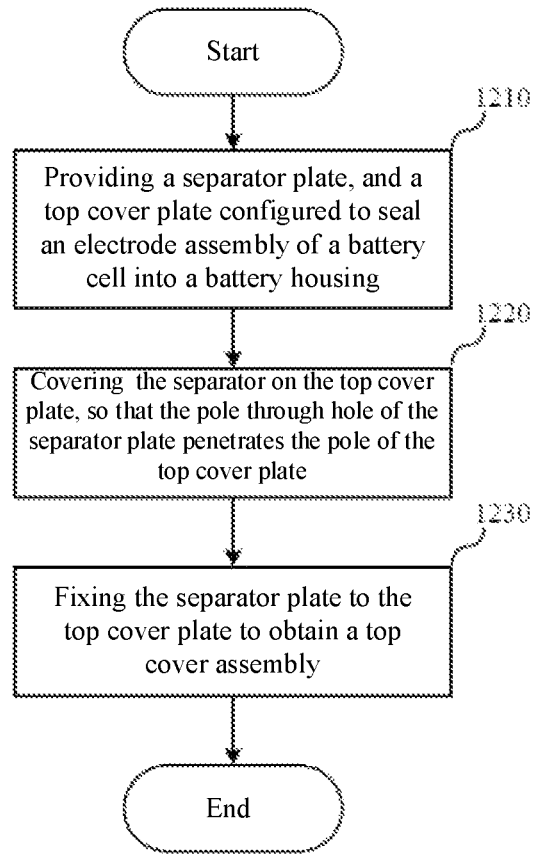 Start
1210
Providing a separator plate, and a
top cover plate configured to seal
an electrode assembly of a battery
cell into a battery housing
1220
Covering the separator on the top cover
plate, so that the pole through hole of the
separator plate penetrates the pole of the
top cover plate
1230
Fixing the separator plate to the
top cover plate to obtain a top
cover assembly
End